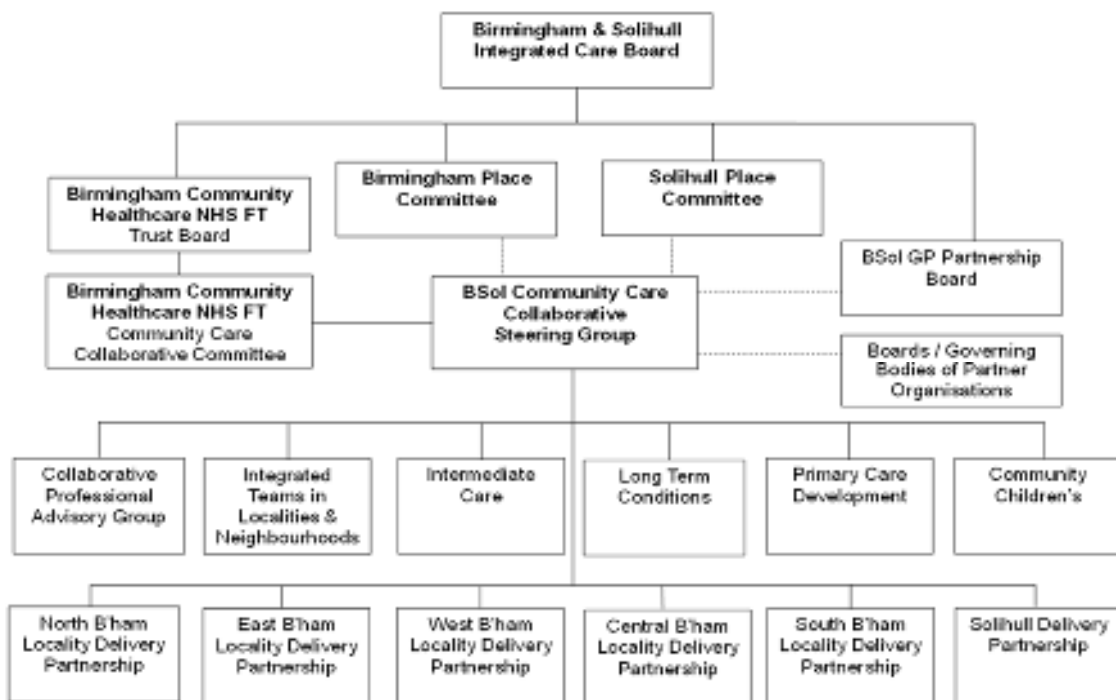 Birmingham & Solihull
Integrated Care Board
Birmingham Community
Healthcare NHS FT
Trust Board
Birmingham Place
Committee
Solihull Place
Committee
BSol GP Partnership
Board
Birmingham Community
Healthcare NHS FT
Community Care
Collaborative Committee
BSol Community Care
Collaborative
Steering Group
Boards / Governing
Bodies of Partner
Organisations
Collaborative
Professional
Advisory Group
Integrated
Teams in
Localities &
Neighbourhoods
Intermediate
Care
Long Term
Conditions
Primary Care
Development
Community
Children's
North B'ham
Locality Delivery
Partnership
East B'ham
Locality Delivery
Partnership
West B'ham
Locality Delivery
Partnership
Central B'ham
Locality Delivery
Partnership
South B'ham
Locality Delivery
Partnership
Solihull Delivery
Partnership